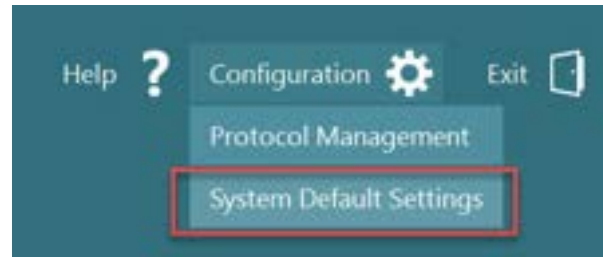 Help ? Configuration Exit
Protocol Management
System Default Settings